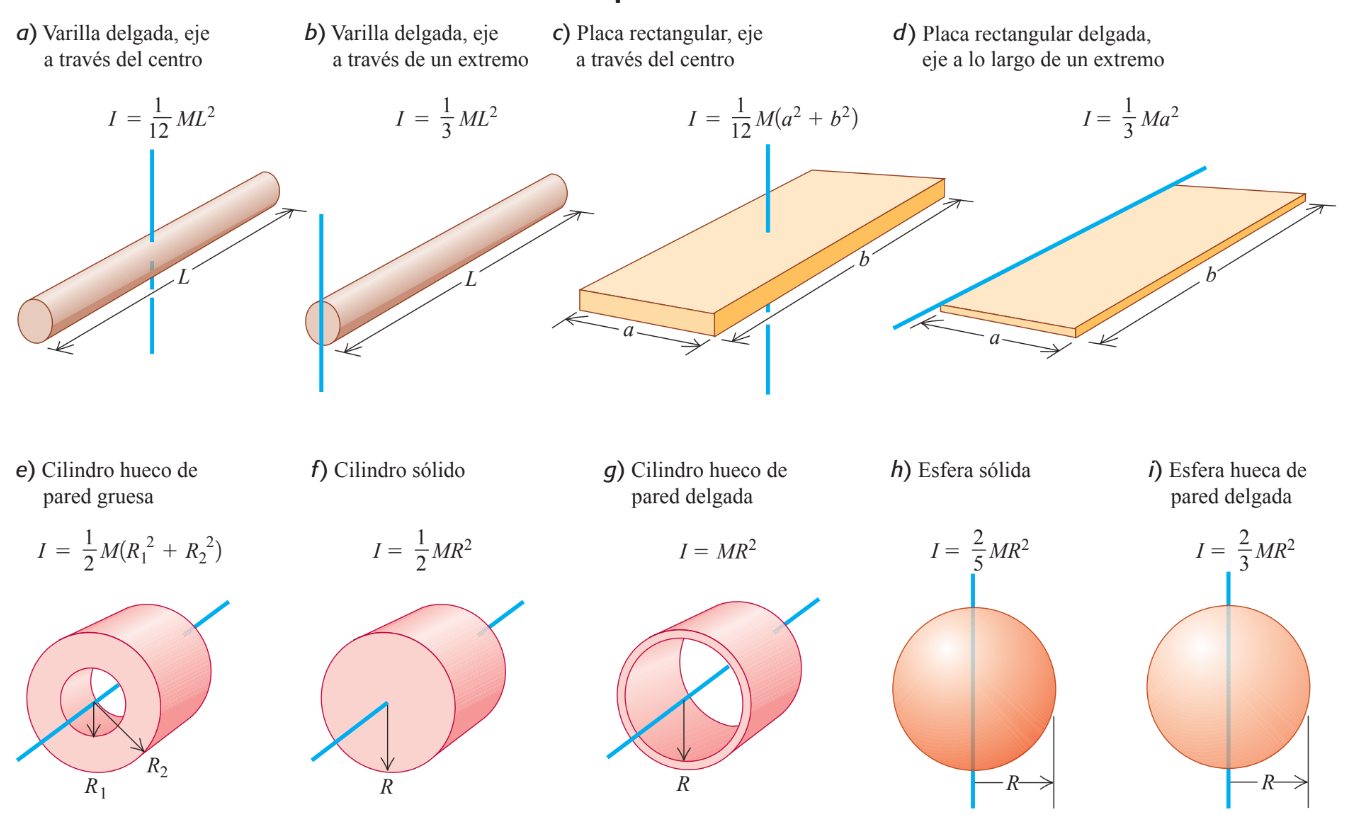 a) Varilla delgada, eje
a través del centro
I = 1/12 ML²
L
b) Varilla delgada, eje
a través de un extremo
I = 1/3 ML²
L
c) Placa rectangular, eje
a través del centro
I = 1/12 M(a² + b²)
b
a
d) Placa rectangular delgada,
eje a lo largo de un extremo
I = 1/3 Ma²
b
a
e) Cilindro hueco de
pared gruesa
I = 1/2 M(R₁² + R₂²)
R₂
R₁
f) Cilindro sólido
I = 1/2 MR²
R
g) Cilindro hueco de
pared delgada
I = MR²
R
h) Esfera sólida
I = 2/5 MR²
R
i) Esfera hueca de
pared delgada
I = 2/3 MR²
R